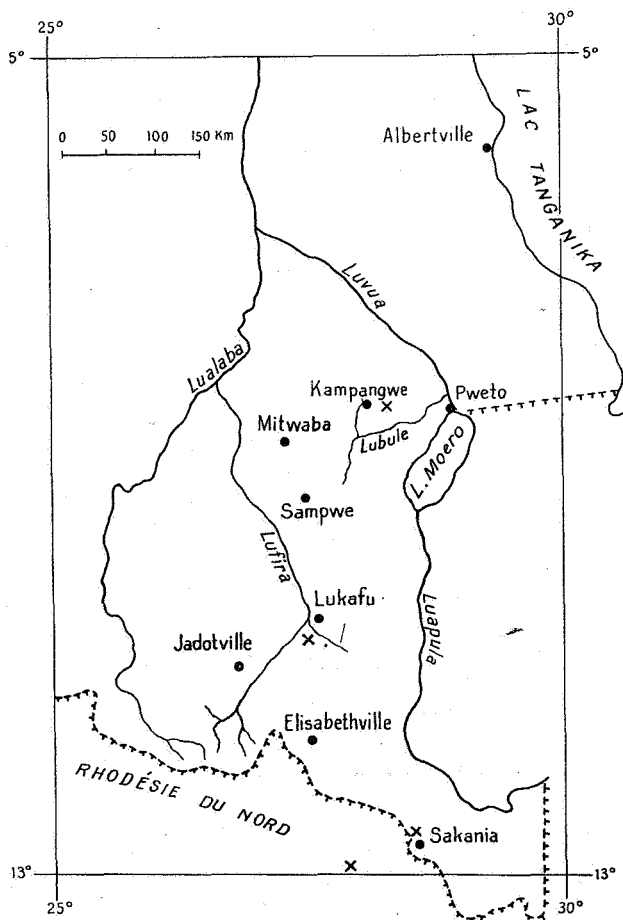 25°
30°
5°
5°
0 50 100 150 Km
LAC TANGANIKA
Albertville
Luvua
Lualaba
Kampangwe
Pweto
Mitwaba
Lubule
L. Moero
Sampwe
Lufira
Lukafu
Luapula
Jadotville
Elisabethville
RHODÉSIE DU NORD
Sakania
13°
13°
25°
30°